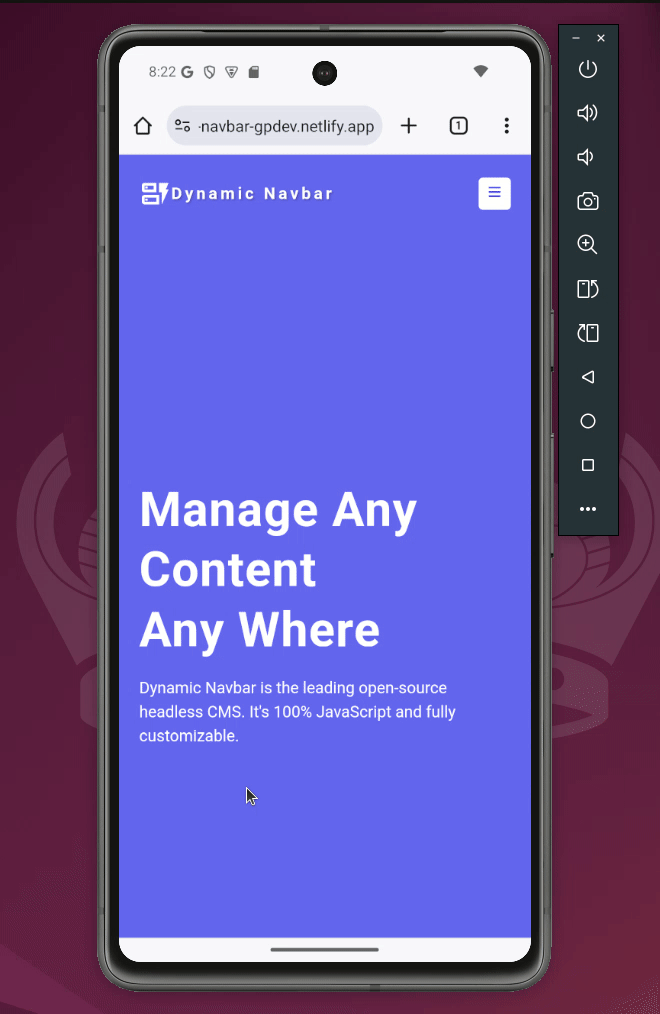 8:22
-navbar-gpdev.netlify.app
1
Dynamic Navbar
Manage Any
Content
Any Where
Dynamic Navbar is the leading open-source
headless CMS. It's 100% JavaScript and fully
customizable.